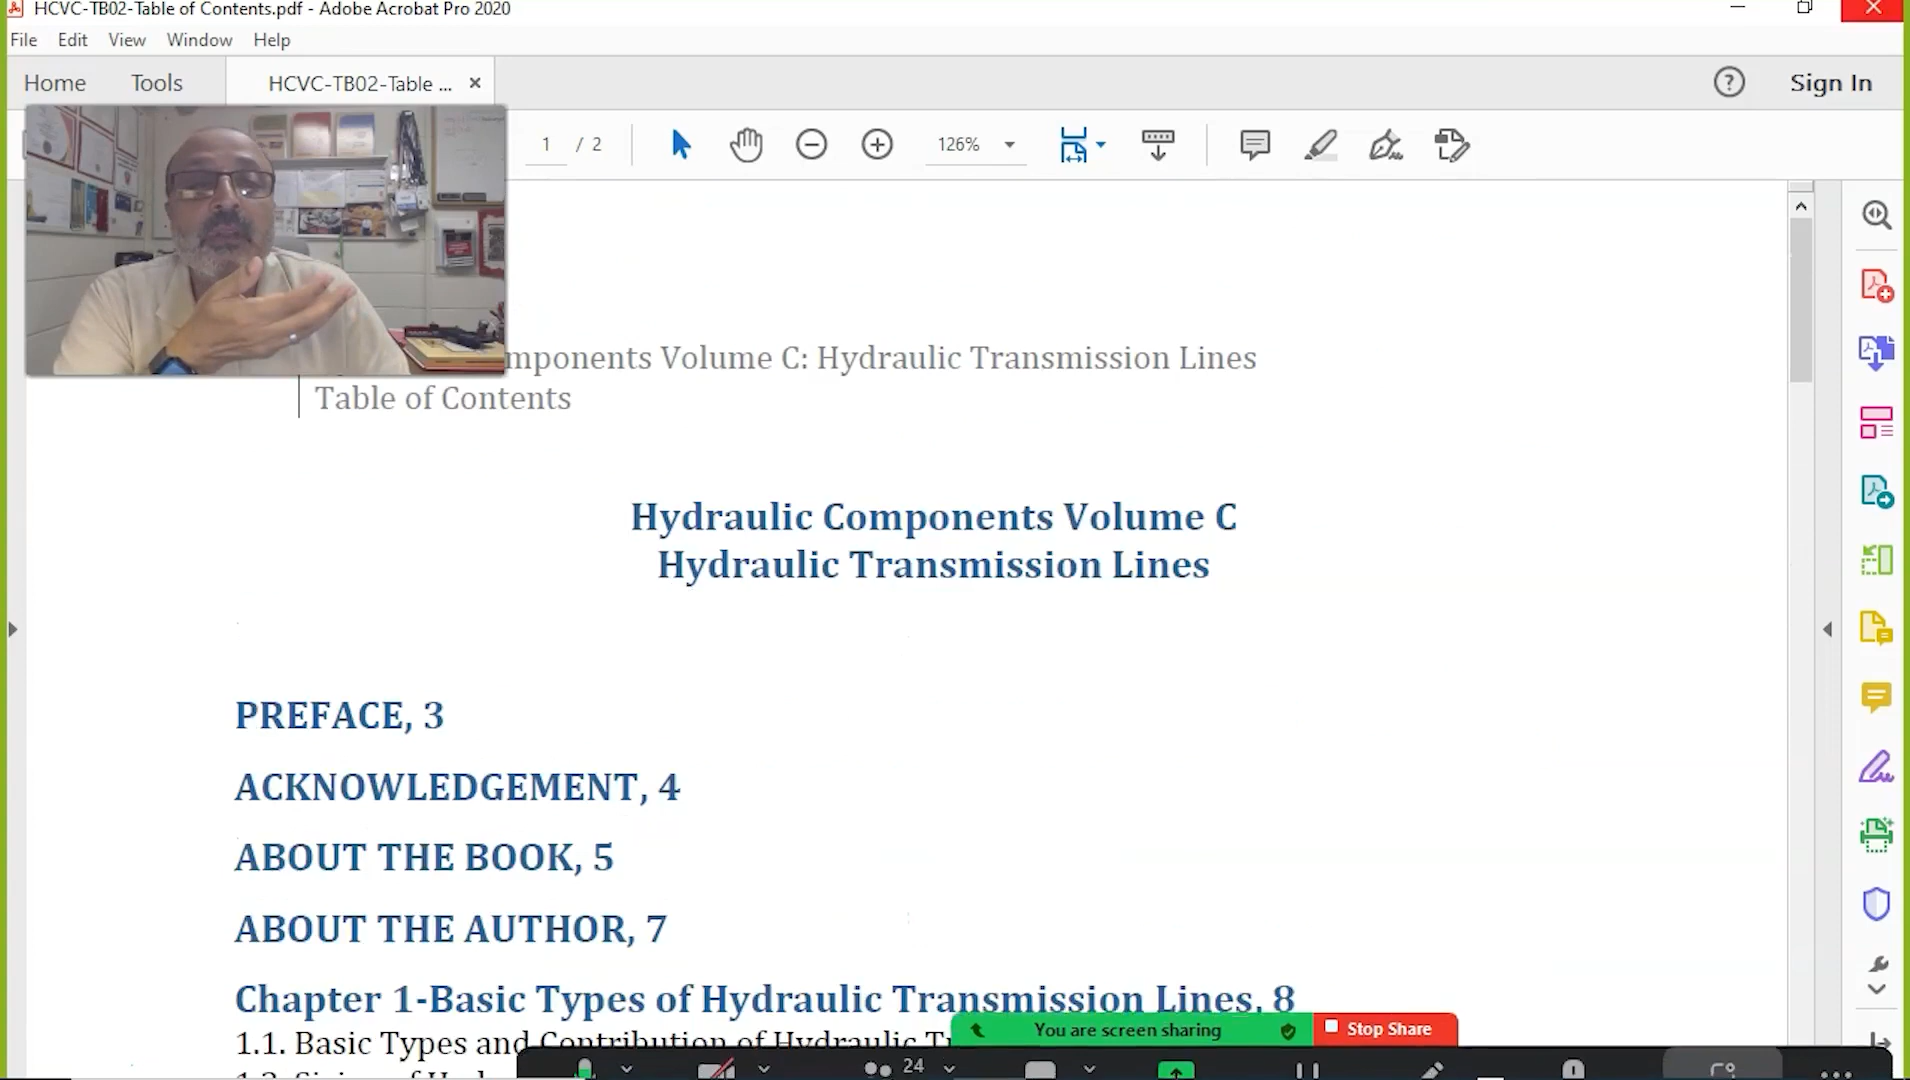 HCVC-TB02-Table of Contents.pdf - Adobe Acrobat Pro 2020
File Edit View Window Help
Home Tools HCVC-TB02-Table ... Sign In
1 / 2 126%
mponents Volume C: Hydraulic Transmission Lines
Table of Contents
Hydraulic Components Volume C
Hydraulic Transmission Lines
PREFACE, 3
ACKNOWLEDGEMENT, 4
ABOUT THE BOOK, 5
ABOUT THE AUTHOR, 7
Chapter 1-Basic Types of Hydraulic Transmission Lines, 8
1.1. Basic Types and Contribution of Hydraulic
You are screen sharing Stop Share
24